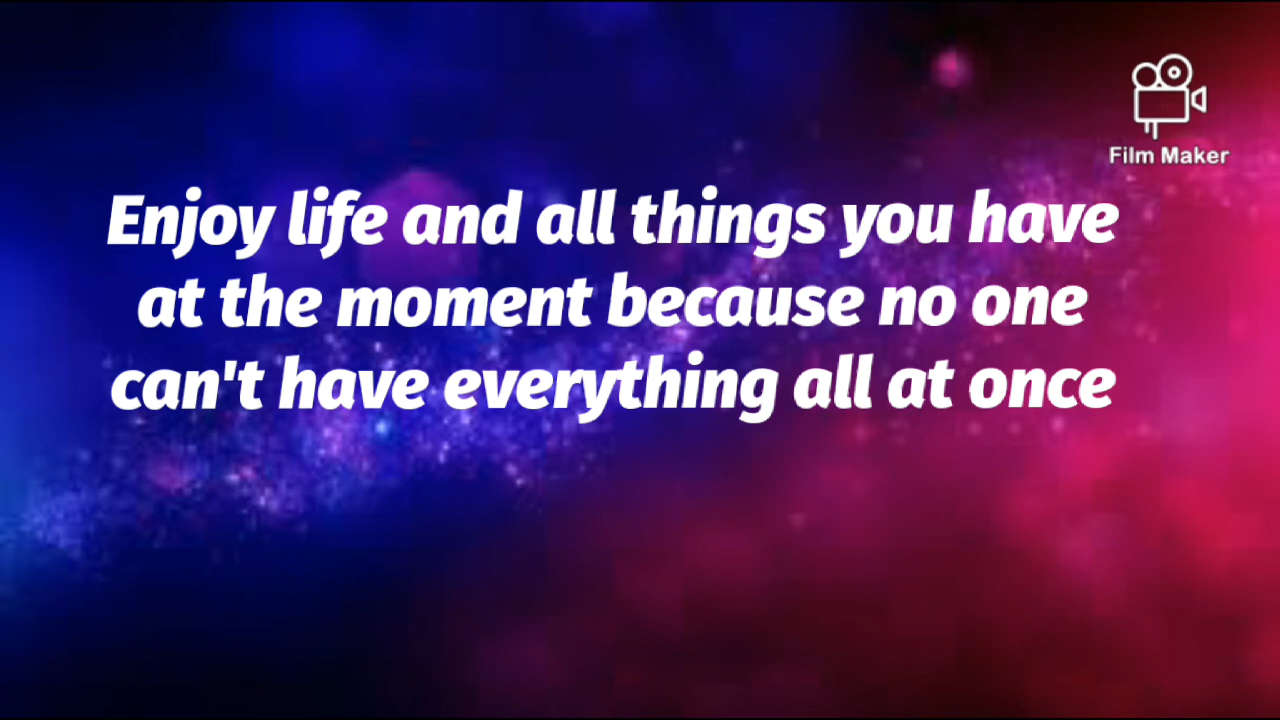 Film Maker
Enjoy life and all things you have
at the moment because no one
can't have everything all at once